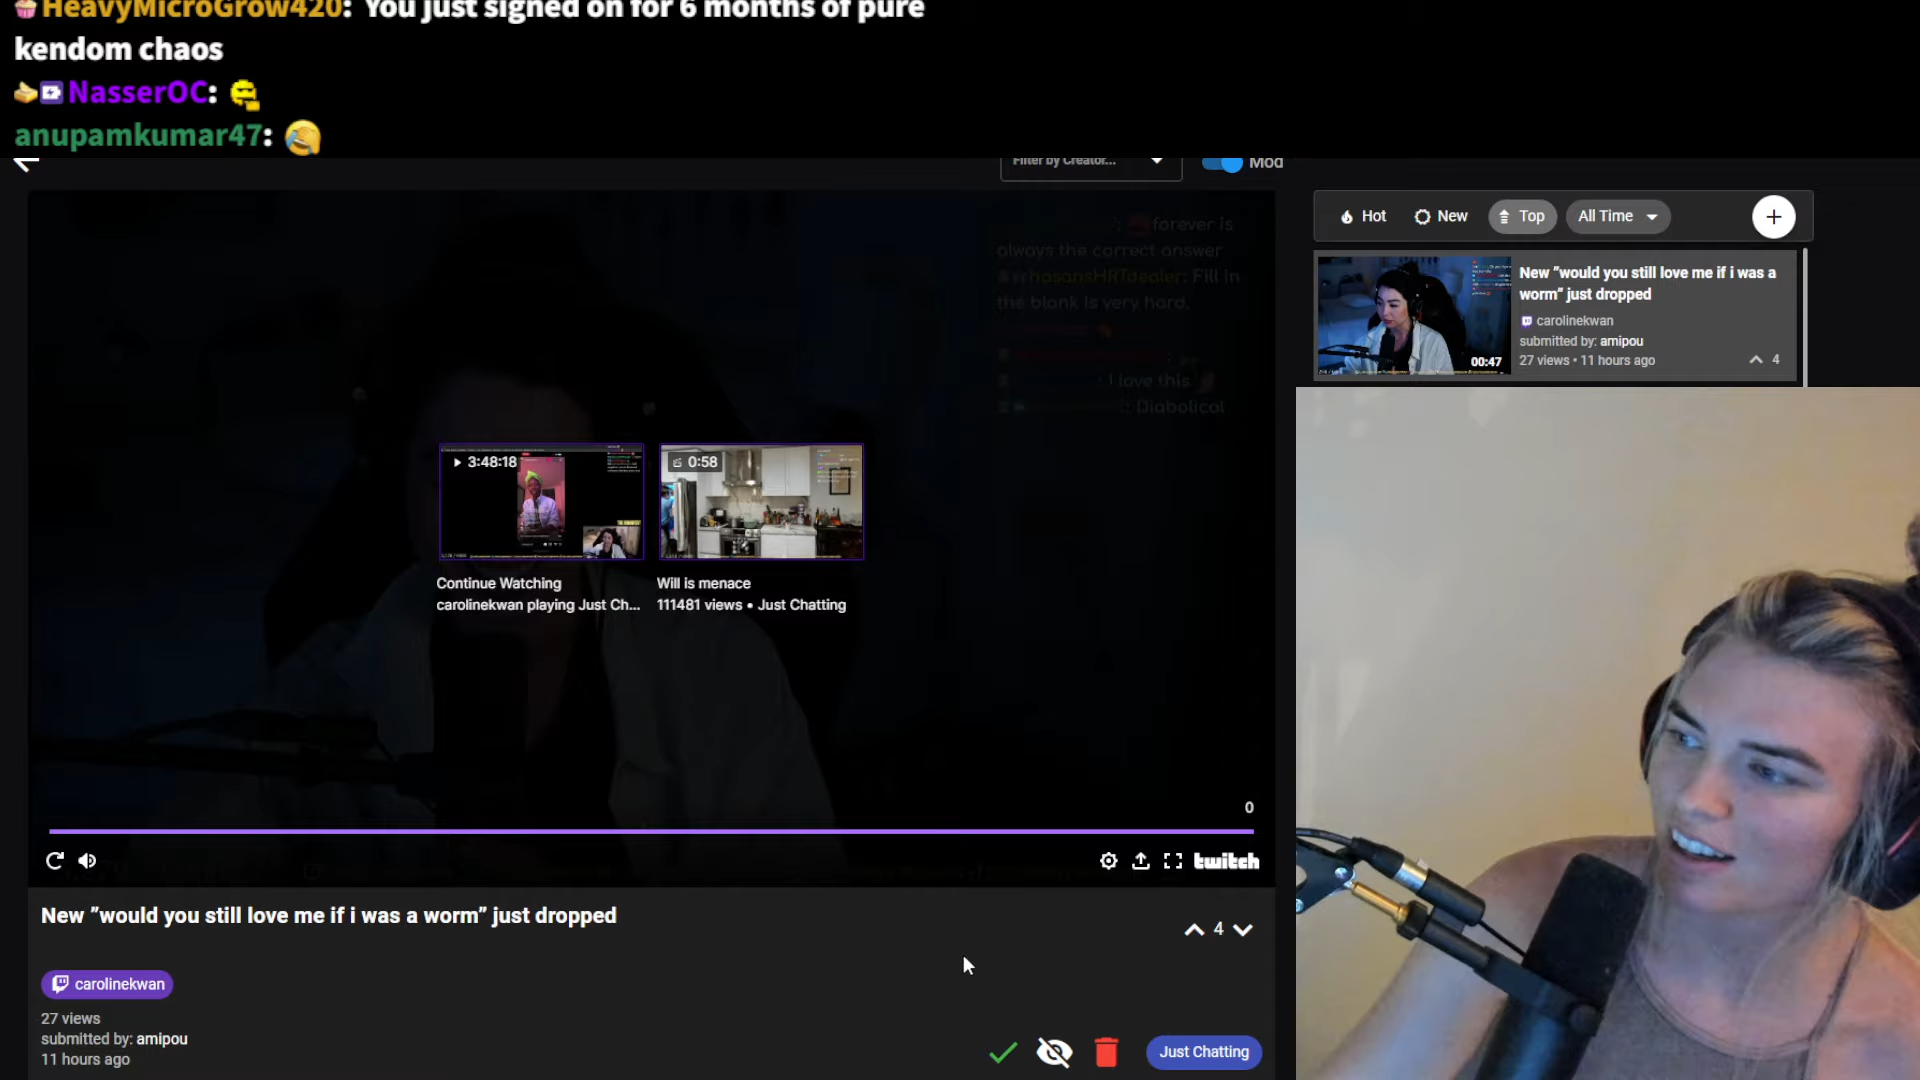 HeavyMicroGrow420: You just signed on for 6 months of pure
kendom chaos
NasserOC:
anupamkumar47:
Filter by Creator...
Mod
Hot
New
Top
All Time
forever is
always the correct answer
hasansHRTdealer: Fill in
the blank is very hard.
: I love this
: Diabolical
New "would you still love me if i was a
worm" just dropped
carolinekwan
submitted by: amipou
27 views • 11 hours ago
4
00:47
3:48:18
0:58
Continue Watching
carolinekwan playing Just Ch...
Will is menace
111481 views • Just Chatting
0
twitch
New "would you still love me if i was a worm" just dropped
4
carolinekwan
27 views
submitted by: amipou
11 hours ago
Just Chatting